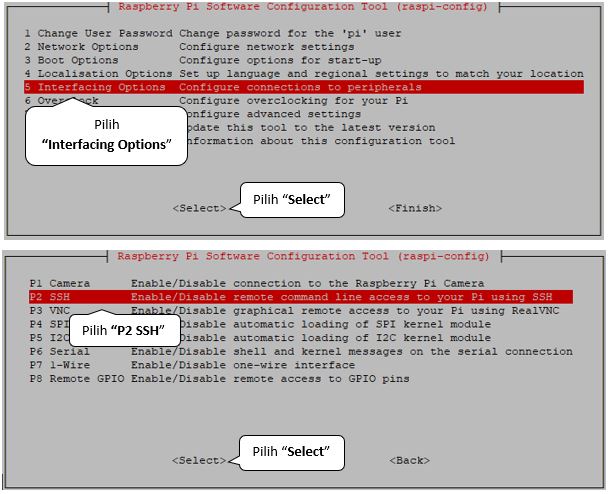 Raspberry Pi Software Configuration Tool (raspi-config)
1 Change User Password Change password for the 'pi' user
2 Network Options Configure network settings
3 Boot Options Configure options for start-up
4 Localisation Options Set up language and regional settings to match your location
5 Interfacing Options Configure connections to peripherals
6 Overclock Configure overclocking for your Pi
onfigure advanced settings
pdate this tool to the latest version
nformation about this configuration tool
Pilih
“Interfacing Options”
<Select>
Pilih “Select”
<Finish>
Raspberry Pi Software Configuration Tool (raspi-config)
P1 Camera Enable/Disable connection to the Raspberry Pi Camera
P2 SSH Enable/Disable remote command line access to your Pi using SSH
P3 VNC Enable/Disable graphical remote access to your Pi using RealVNC
P4 SPI Enable/Disable automatic loading of SPI kernel module
P5 I2C Enable/Disable automatic loading of I2C kernel module
P6 Serial Enable/Disable shell and kernel messages on the serial connection
P7 1-Wire Enable/Disable one-wire interface
P8 Remote GPIO Enable/Disable remote access to GPIO pins
Pilih “P2 SSH”
<Select>
Pilih “Select”
<Back>